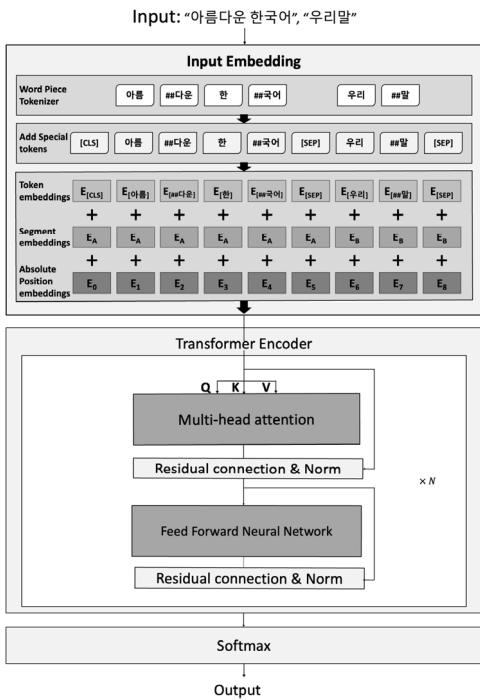 Input: “아름다운 한국어”, “우리말”
Input Embedding
Word Piece
Tokenizer
아름 ##다운 한 ##국어 우리 ##말
Add Special
tokens
[CLS] 아름 ##다운 한 ##국어 [SEP] 우리 ##말 [SEP]
Token
embeddings
E[CLS] E[아름] E[##다운] E[한] E[##국어] E[SEP] E[우리] E[##말] E[SEP]
+ + + + + + + + +
Segment
embeddings
EA EA EA EA EA EA EB EB EB
+ + + + + + + + +
Absolute
Position
embeddings
E0 E1 E2 E3 E4 E5 E6 E7 E8
Transformer Encoder
Q K V
Multi-head attention
Residual connection & Norm
× N
Feed Forward Neural Network
Residual connection & Norm
Softmax
Output